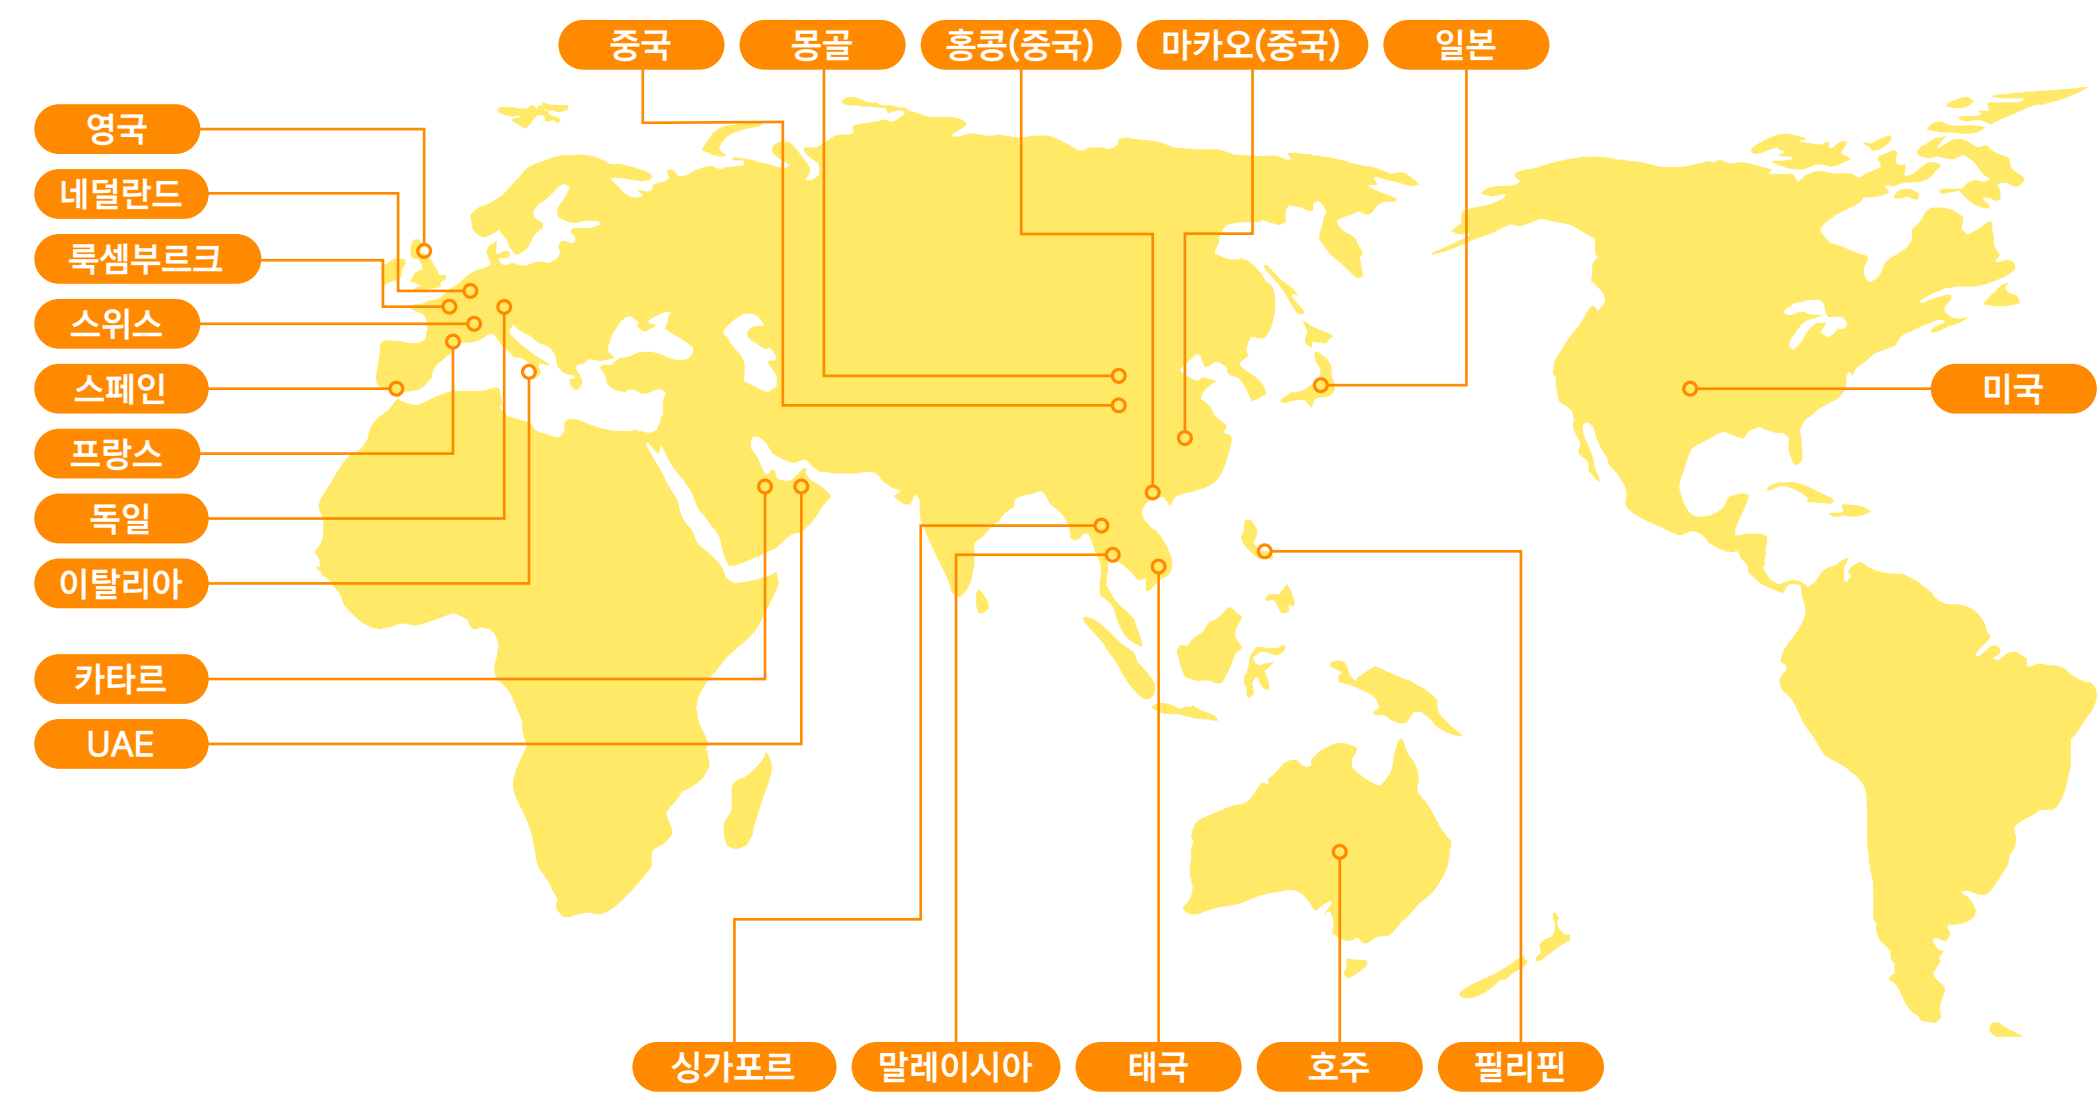 중국
몽골
홍콩(중국)
마카오(중국)
일본
영국
네덜란드
룩셈부르크
스위스
스페인
프랑스
독일
이탈리아
카타르
UAE
미국
싱가포르
말레이시아
태국
호주
필리핀